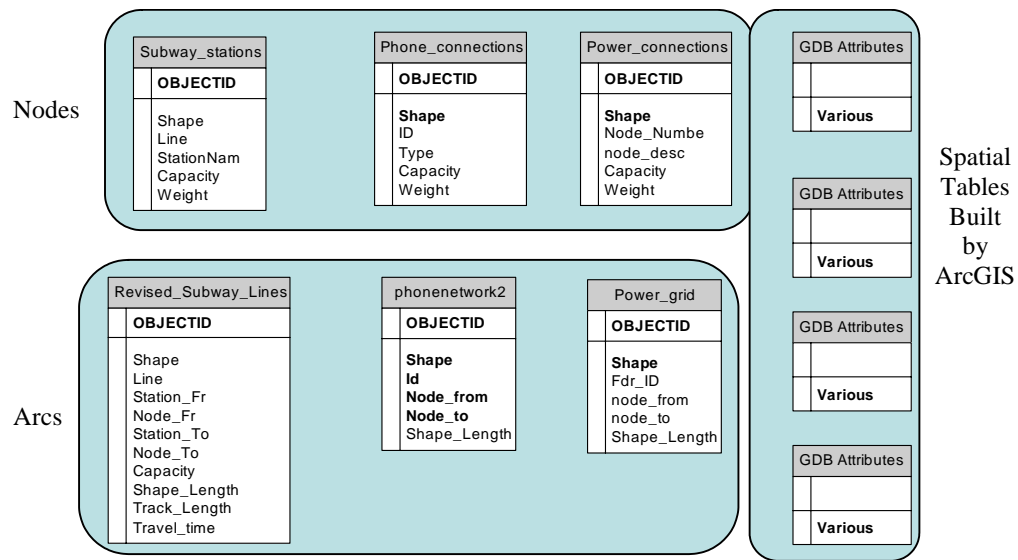 Nodes
Subway_stations
OBJECTID
Shape
Line
StationNam
Capacity
Weight
Phone_connections
OBJECTID
Shape
ID
Type
Capacity
Weight
Power_connections
OBJECTID
Shape
Node_Numbe
node_desc
Capacity
Weight
Arcs
Revised_Subway_Lines
OBJECTID
Shape
Line
Station_Fr
Node_Fr
Station_To
Node_To
Capacity
Shape_Length
Track_Length
Travel_time
phonenetwork2
OBJECTID
Shape
Id
Node_from
Node_to
Shape_Length
Power_grid
OBJECTID
Shape
Fdr_ID
node_from
node_to
Shape_Length
GDB Attributes
Various
GDB Attributes
Various
GDB Attributes
Various
GDB Attributes
Various
Spatial
Tables
Built
by
ArcGIS